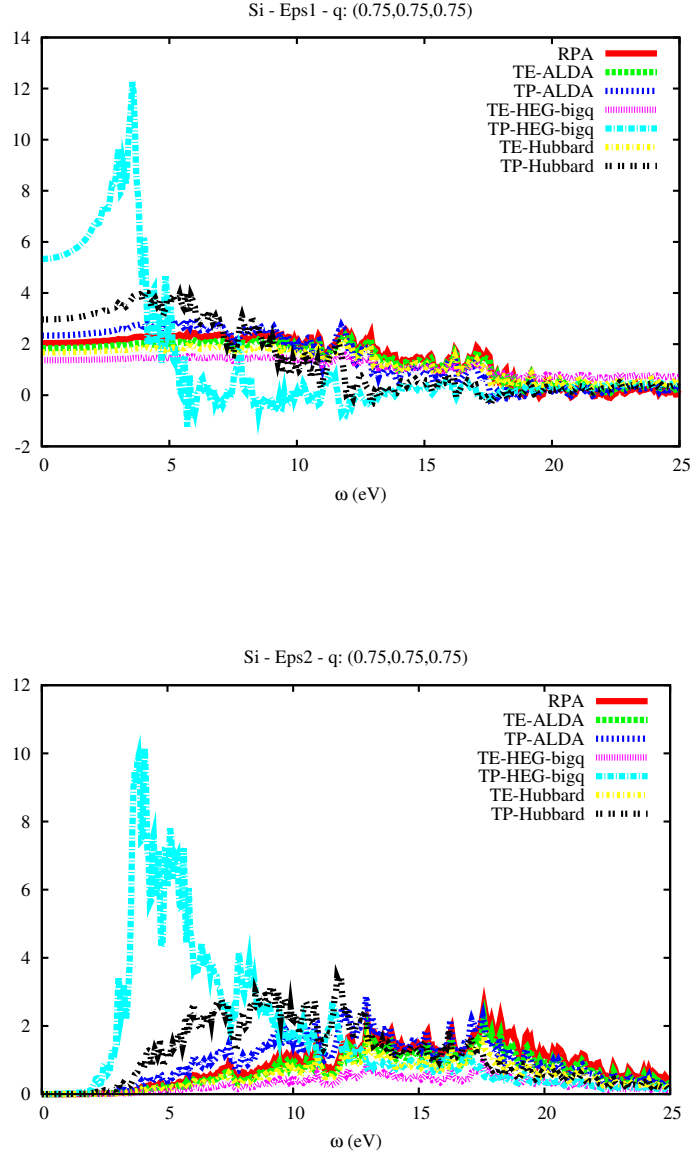 Si - Eps1 - q: (0.75,0.75,0.75)
14
12
10
8
6
4
2
0
-2
RPA
TE-ALDA
TP-ALDA
TE-HEG-bigq
TP-HEG-bigq
TE-Hubbard
TP-Hubbard
0 5 10 15 20 25
ω (eV)
Si - Eps2 - q: (0.75,0.75,0.75)
12
10
8
6
4
2
0
RPA
TE-ALDA
TP-ALDA
TE-HEG-bigq
TP-HEG-bigq
TE-Hubbard
TP-Hubbard
0 5 10 15 20 25
ω (eV)